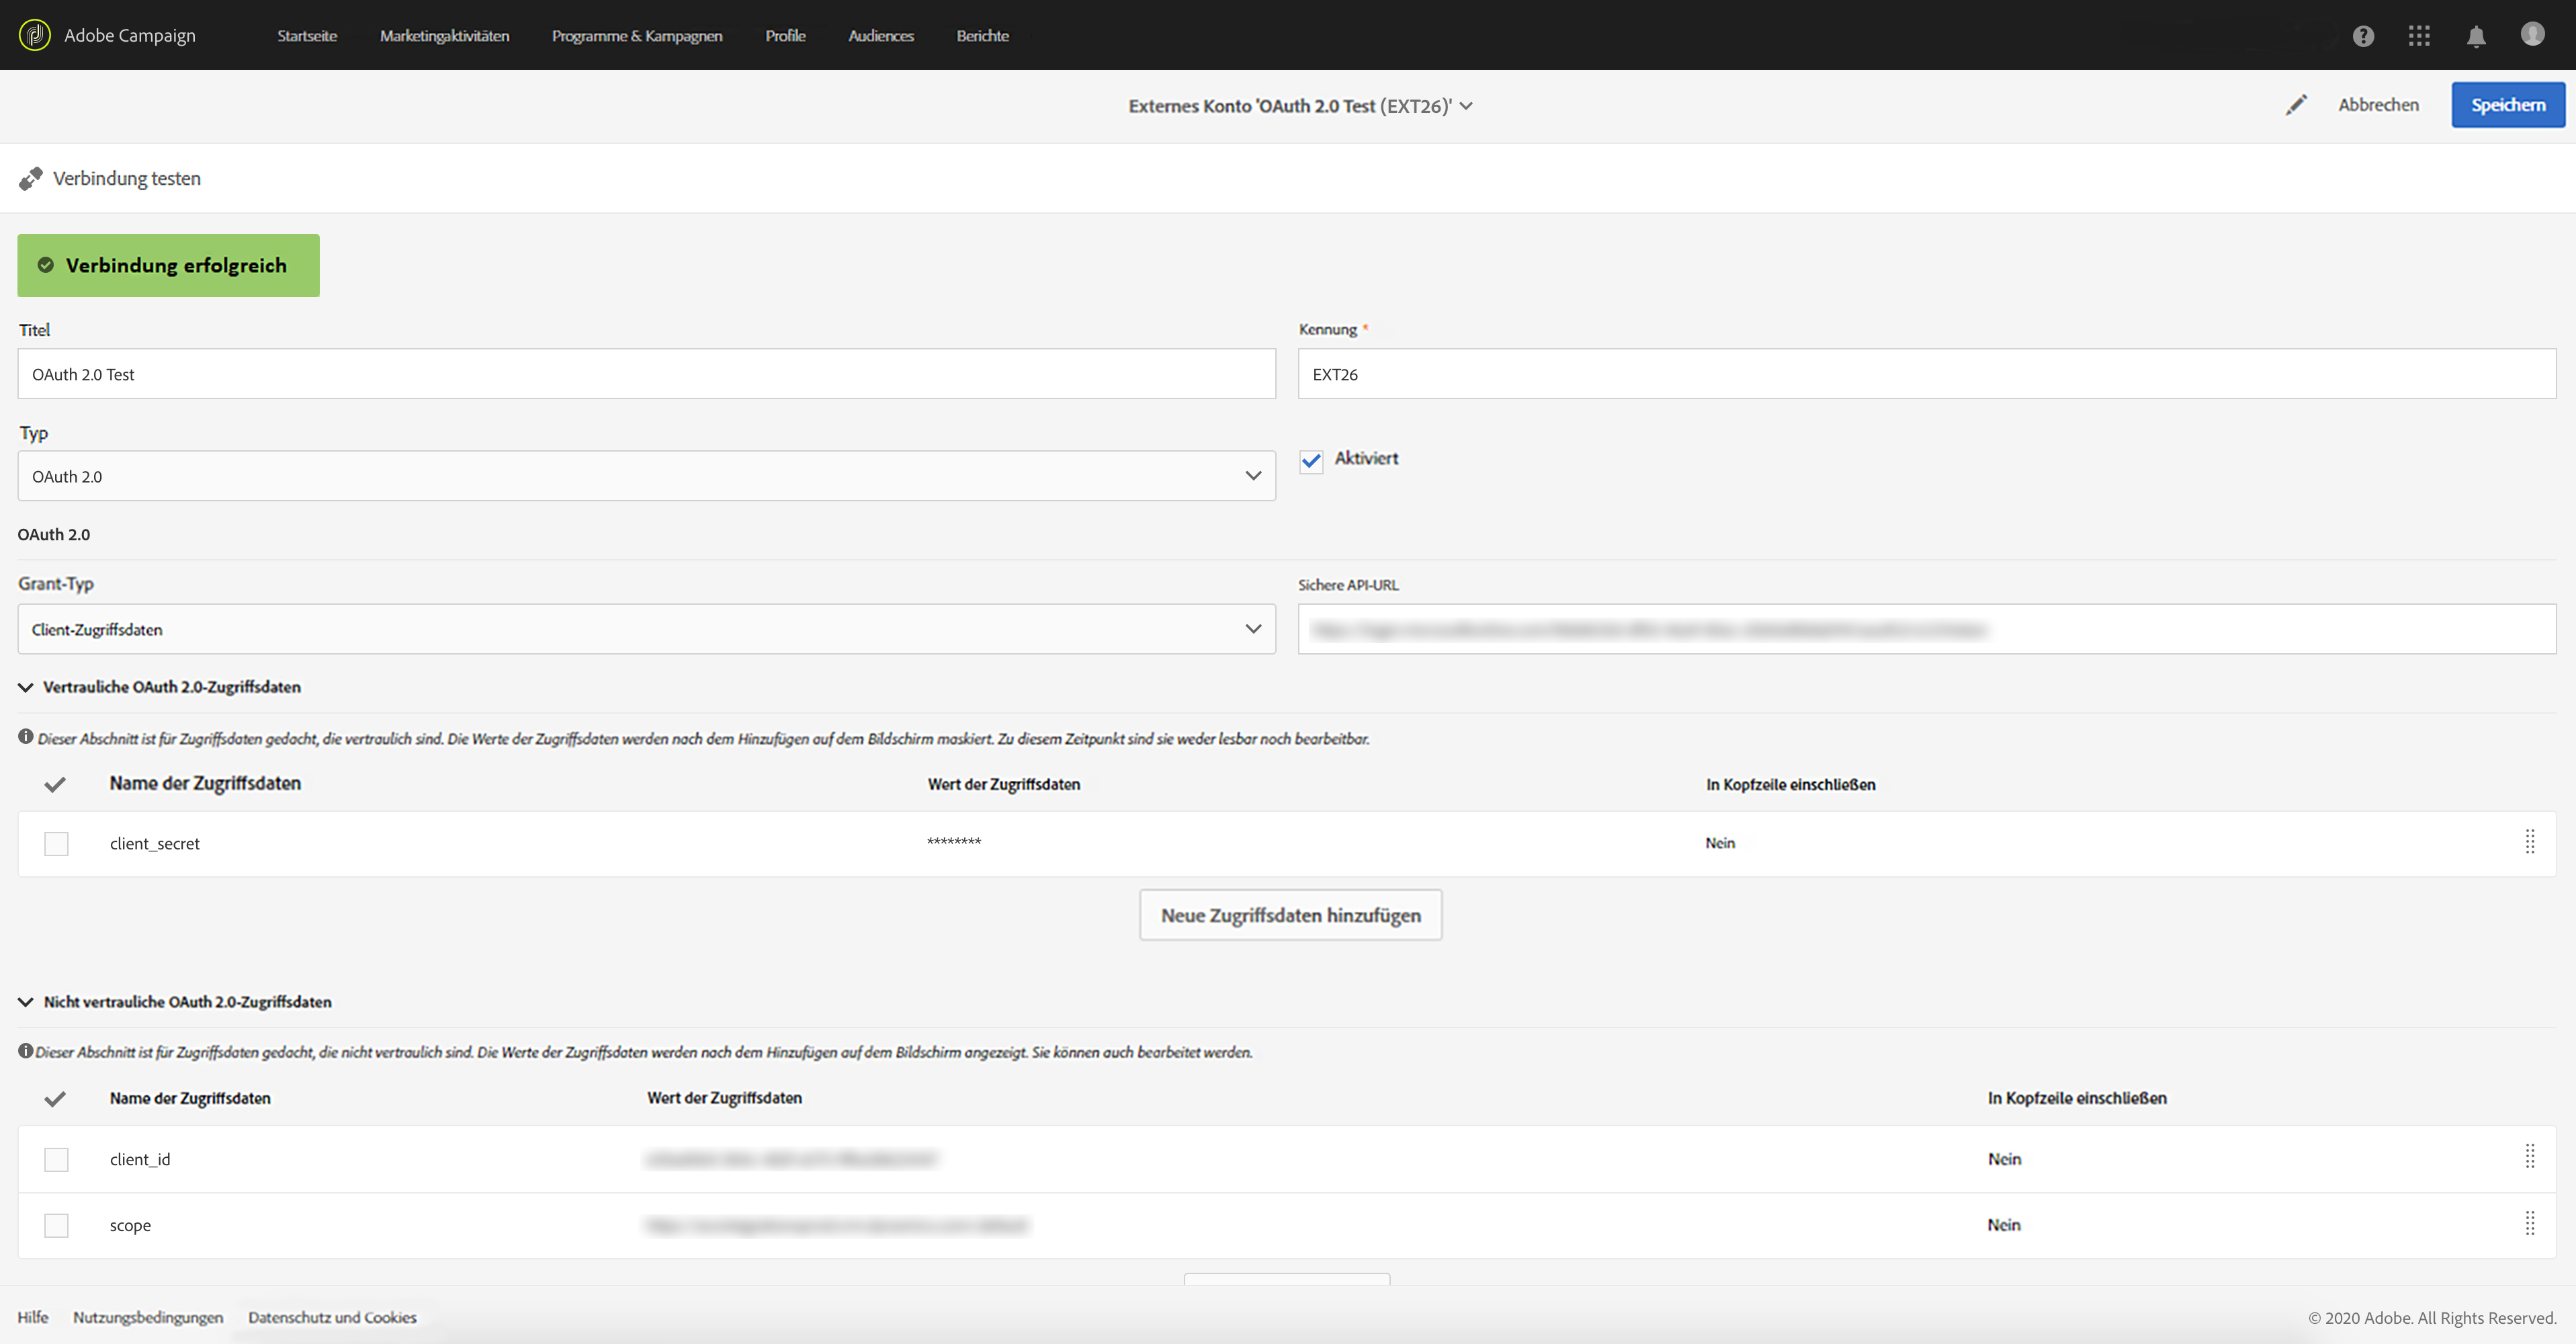 Adobe Campaign Startseite Marketingaktivitäten Programme & Kampagnen Profile Audiences Berichte
Externes Konto 'OAuth 2.0 Test (EXT26)' Abbrechen Speichern
Verbindung testen
Verbindung erfolgreich
Titel Kennung *
OAuth 2.0 Test EXT26
Typ
OAuth 2.0 Aktiviert
OAuth 2.0
Grant-Typ Sichere API-URL
Client-Zugriffsdaten
Vertrauliche OAuth 2.0-Zugriffsdaten
Dieser Abschnitt ist für Zugriffsdaten gedacht, die vertraulich sind. Die Werte der Zugriffsdaten werden nach dem Hinzufügen auf dem Bildschirm maskiert. Zu diesem Zeitpunkt sind sie weder lesbar noch bearbeitbar.
Name der Zugriffsdaten Wert der Zugriffsdaten In Kopfzeile einschließen
client_secret ******** Nein
Neue Zugriffsdaten hinzufügen
Nicht vertrauliche OAuth 2.0-Zugriffsdaten
Dieser Abschnitt ist für Zugriffsdaten gedacht, die nicht vertraulich sind. Die Werte der Zugriffsdaten werden nach dem Hinzufügen auf dem Bildschirm angezeigt. Sie können auch bearbeitet werden.
Name der Zugriffsdaten Wert der Zugriffsdaten In Kopfzeile einschließen
client_id Nein
scope Nein
Hilfe Nutzungsbedingungen Datenschutz und Cookies © 2020 Adobe. All Rights Reserved.